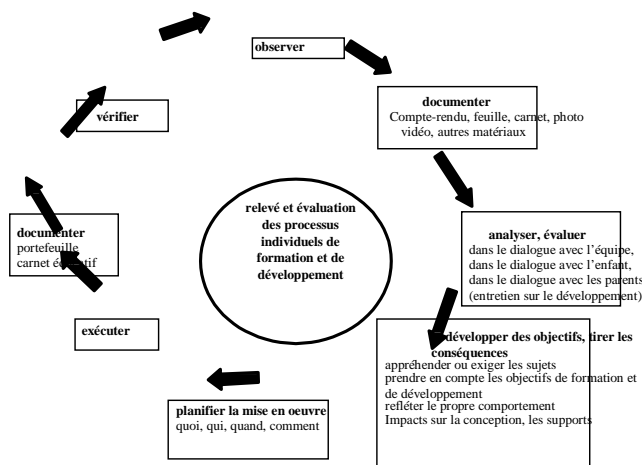 observer
documenter
Compte-rendu, feuille, carnet, photo
vidéo, autres matériaux
analyser, évaluer
dans le dialogue avec l'équipe,
dans le dialogue avec l'enfant,
dans le dialogue avec les parents
(entretien sur le développement)
développer des objectifs, tirer les
conséquences
appréhender ou exiger les sujets
prendre en compte les objectifs de formation et
de développement
refléter le propre comportement
Impacts sur la conception, les supports
planifier la mise en oeuvre
quoi, qui, quand, comment
exécuter
documenter
portefeuille
carnet éducatif
vérifier
relevé et évaluation
des processus
individuels de
formation et de
développement